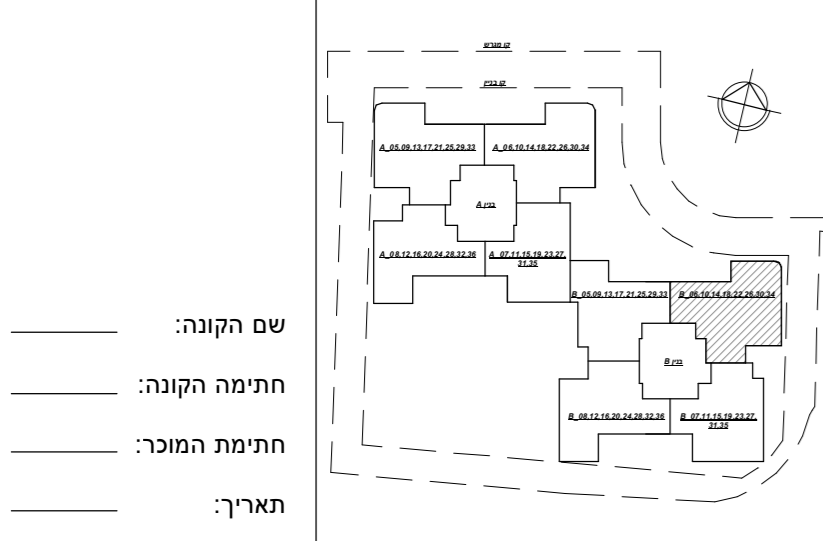 קו מגרש
קו בניין
A_05.09.13.17.21.25.29.33
A_06.10.14.18.22.26.30.34
בניין A
A_08.12.16.20.24.28.32.36
A_07.11.15.19.23.27.
31.35
B_05.09.13.17.21.25.29.33
B_06.10.14.18.22.26.30.34
בניין B
B_08.12.16.20.24.28.32.36
B_07.11.15.19.23.27.
31.35
שם הקונה:
חתימה הקונה:
חתימת המוכר:
תאריך: